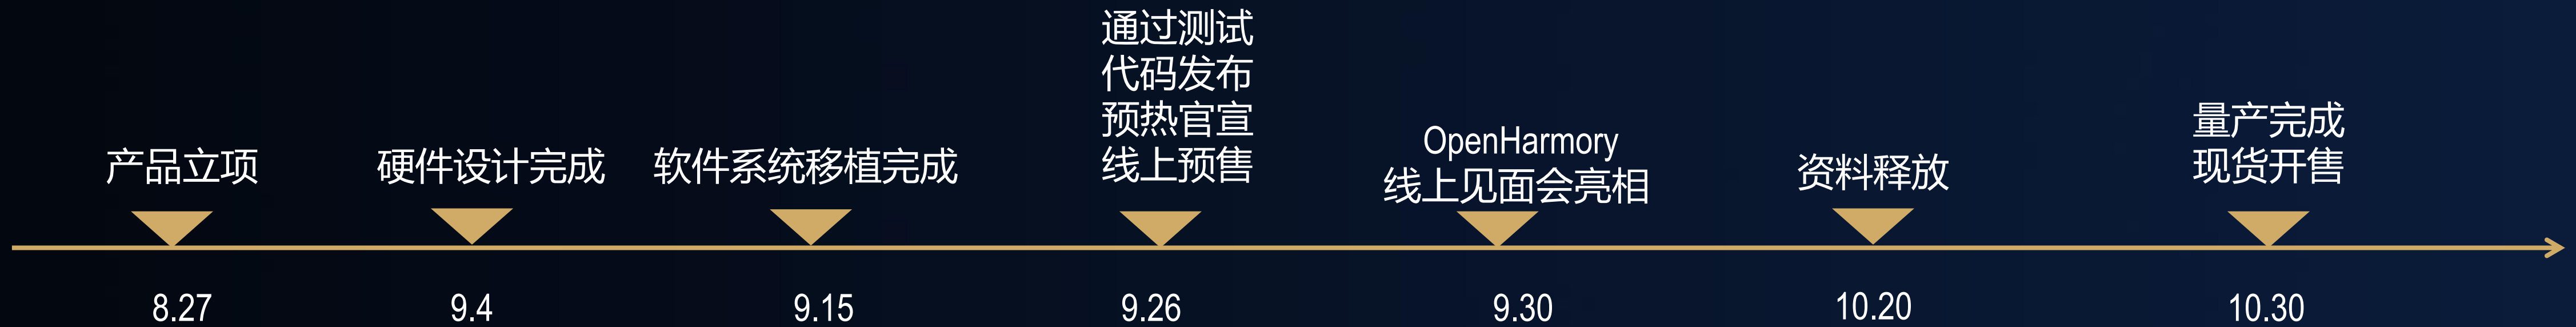 产品立项
硬件设计完成
软件系统移植完成
通过测试
代码发布
预热官宣
线上预售
OpenHarmory
线上见面会亮相
资料释放
量产完成
现货开售
8.27
9.4
9.15
9.26
9.30
10.20
10.30